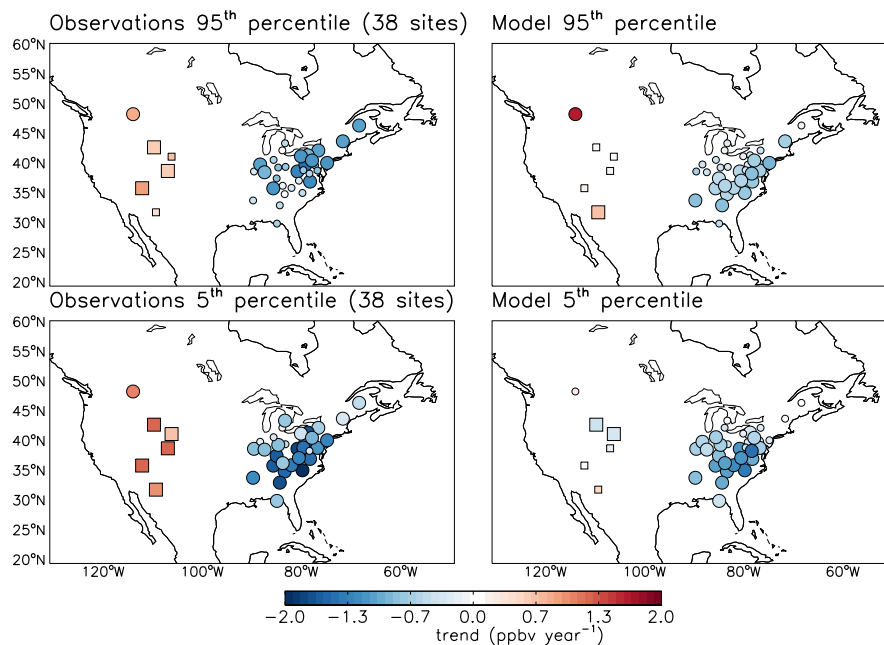 Observations 95th percentile (38 sites)
Model 95th percentile
60°N
55°N
50°N
45°N
40°N
35°N
30°N
25°N
20°N
Observations 5th percentile (38 sites)
Model 5th percentile
60°N
55°N
50°N
45°N
40°N
35°N
30°N
25°N
20°N
120°W 100°W 80°W 60°W
120°W 100°W 80°W 60°W
-2.0 -1.3 -0.7 0.0 0.7 1.3 2.0
trend (ppbv year⁻¹)